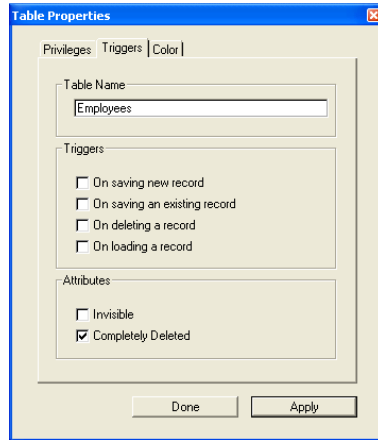 Table Properties
Privileges Triggers Color
Table Name
Employees
Triggers
On saving new record
On saving an existing record
On deleting a record
On loading a record
Attributes
Invisible
Completely Deleted
Done Apply